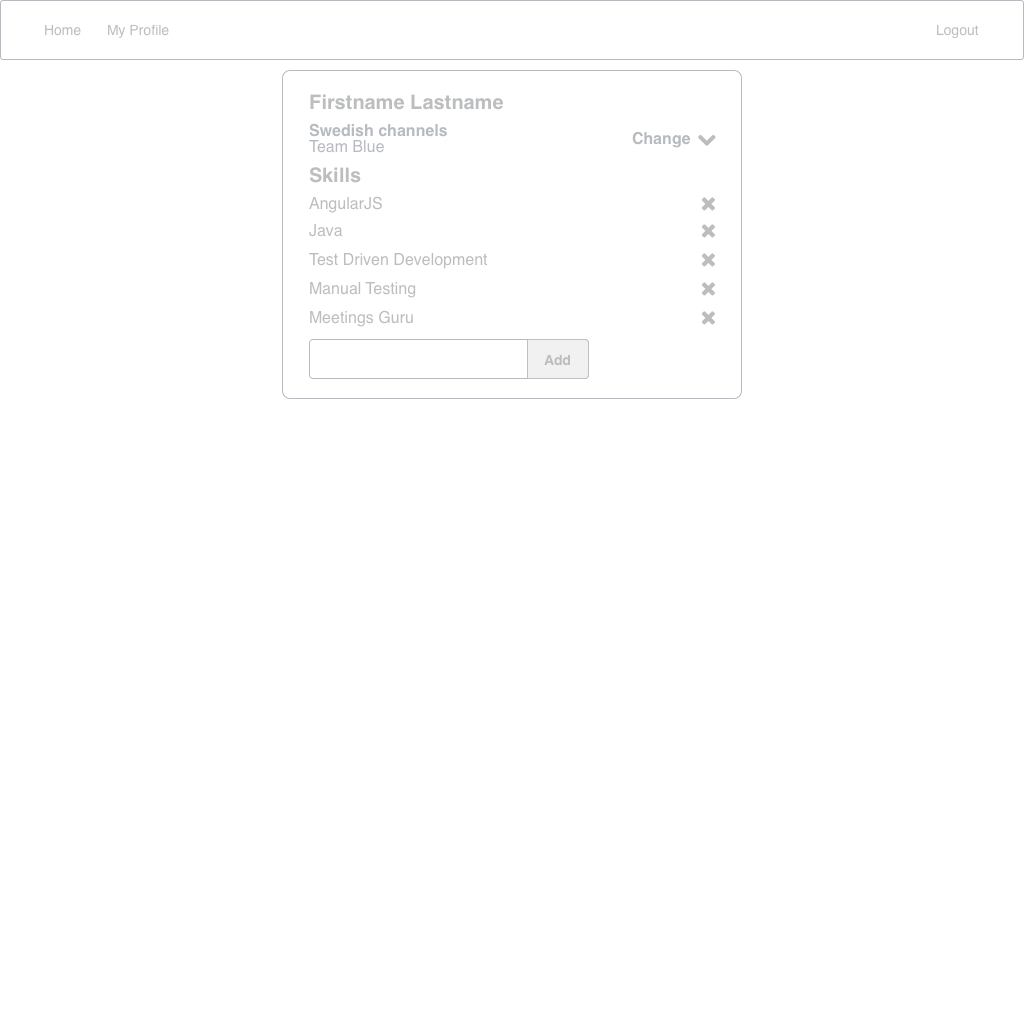 Home My Profile Logout
Firstname Lastname
Swedish channels
Team Blue
Change
Skills
AngularJS
Java
Test Driven Development
Manual Testing
Meetings Guru
Add